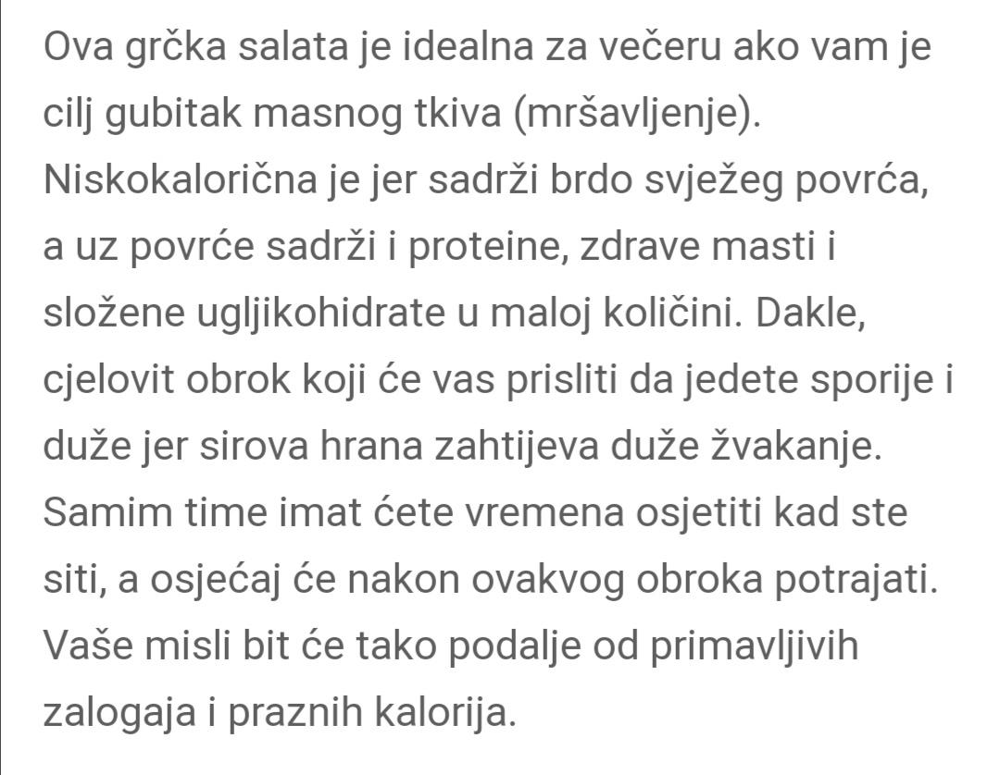 Ova grčka salata je idealna za večeru ako vam je
cilj gubitak masnog tkiva (mršavljenje).
Niskokalorična je jer sadrži brdo svježeg povrća,
a uz povrće sadrži i proteine, zdrave masti i
složene ugljikohidrate u maloj količini. Dakle,
cjelovit obrok koji će vas prisliti da jedete sporije i
duže jer sirova hrana zahtijeva duže žvakanje.
Samim time imat ćete vremena osjetiti kad ste
siti, a osjećaj će nakon ovakvog obroka potrajati.
Vaše misli bit će tako podalje od primavljivih
zalogaja i praznih kalorija.